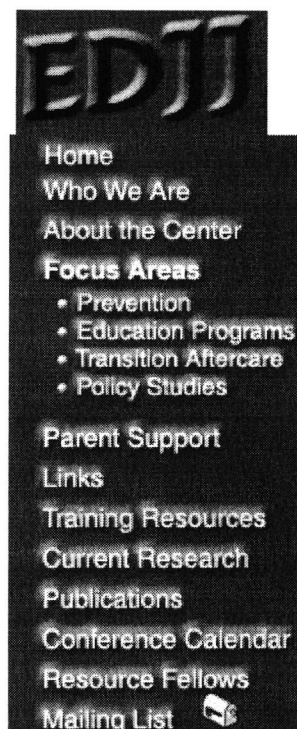 EDJJ
Home
Who We Are
About the Center
Focus Areas
• Prevention
• Education Programs
• Transition Aftercare
• Policy Studies
Parent Support
Links
Training Resources
Current Research
Publications
Conference Calendar
Resource Fellows
Mailing List